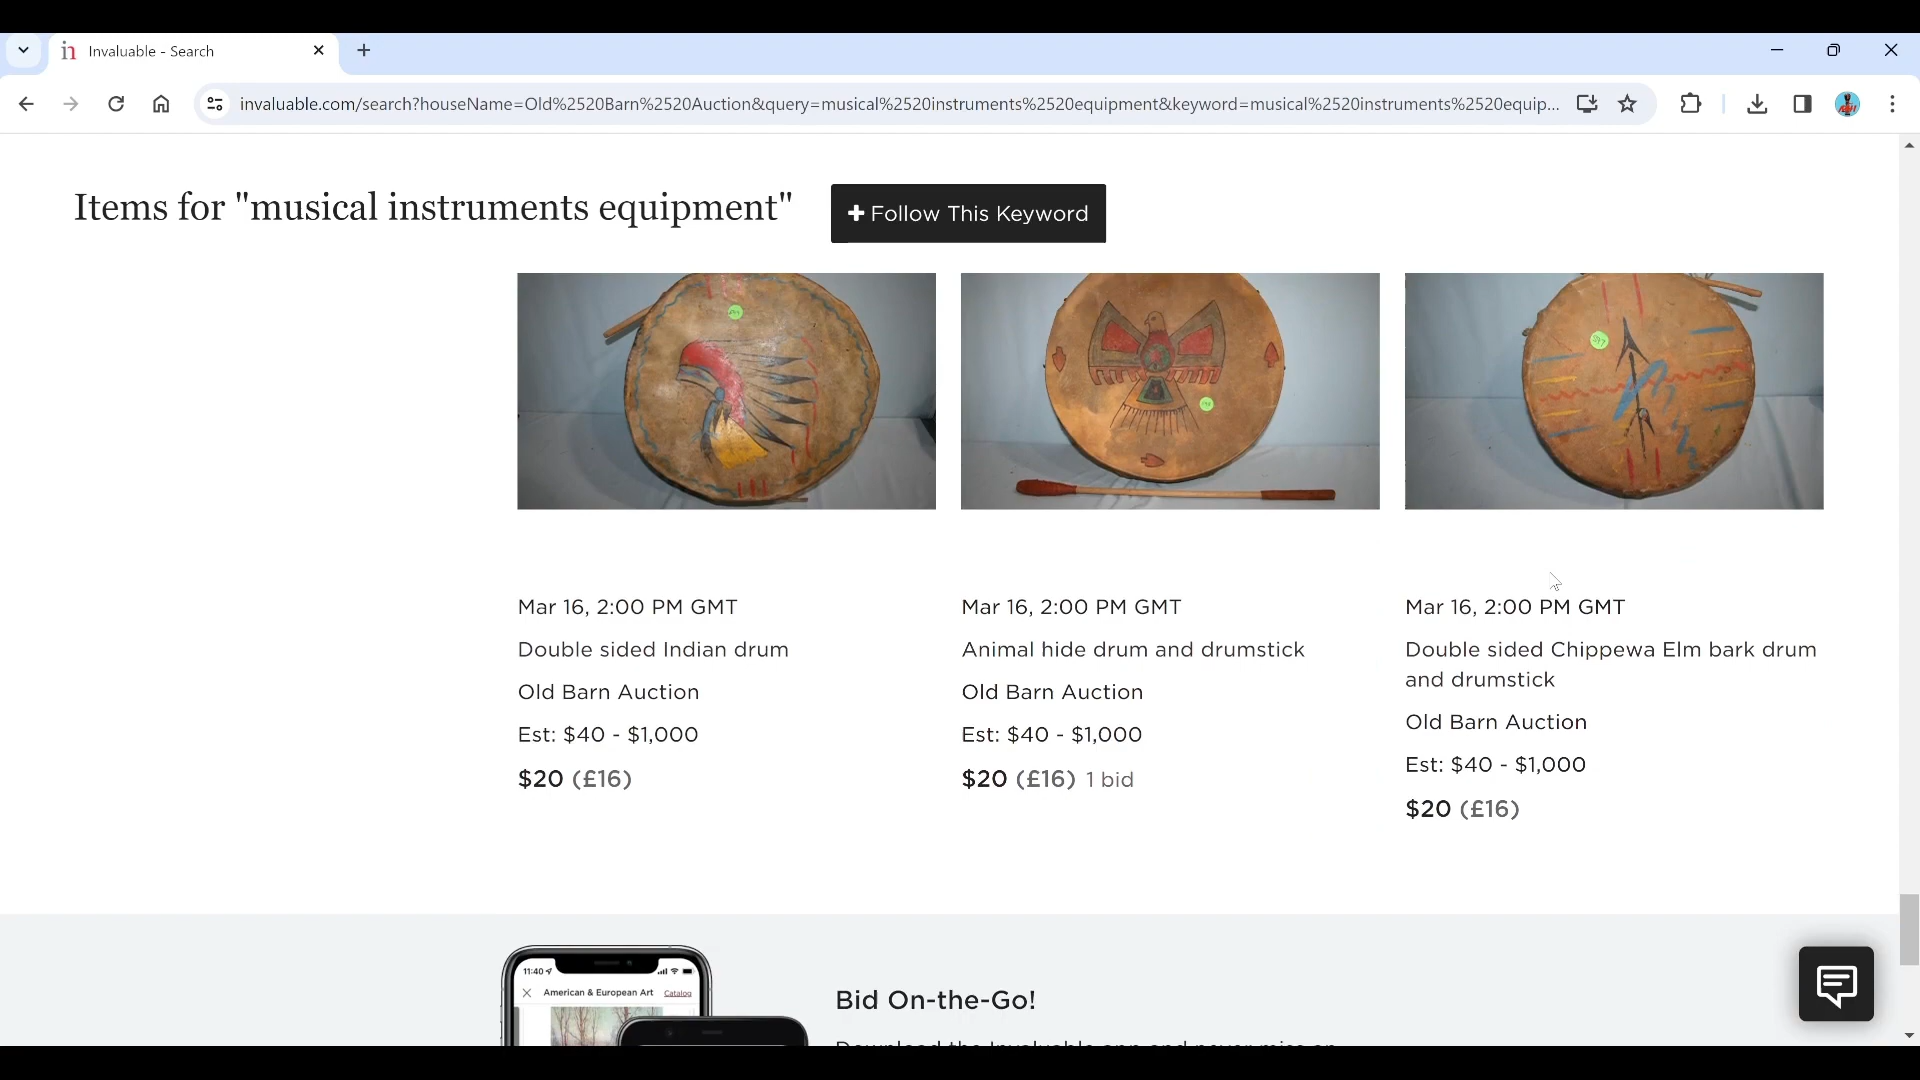 Invaluable - Search
invaluable.com/search?houseName=Old%2520Barn%2520Auction&query=musical%2520instruments%2520equipment&keyword=musical%2520instruments%2520equip...
Items for "musical instruments equipment"
Follow This Keyword
Mar 16, 2:00 PM GMT
Double sided Indian drum
Old Barn Auction
Est: $40 - $1,000
$20 (£16)
Mar 16, 2:00 PM GMT
Animal hide drum and drumstick
Old Barn Auction
Est: $40 - $1,000
$20 (£16) 1 bid
Mar 16, 2:00 PM GMT
Double sided Chippewa Elm bark drum
and drumstick
Old Barn Auction
Est: $40 - $1,000
$20 (£16)
11:40
American & European Art
Catalog
Bid On-the-Go!